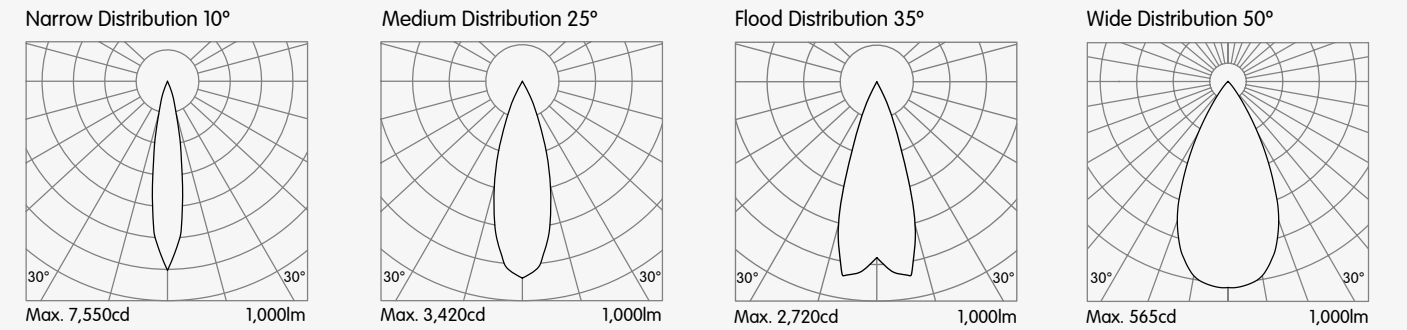 Narrow Distribution 10°
30°
30°
Max. 7,550cd
1,000lm
Medium Distribution 25°
30°
30°
Max. 3,420cd
1,000lm
Flood Distribution 35°
30°
30°
Max. 2,720cd
1,000lm
Wide Distribution 50°
30°
30°
Max. 565cd
1,000lm